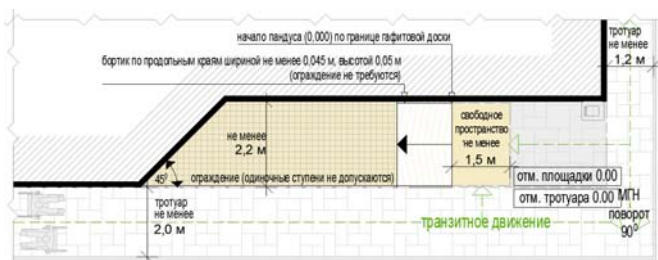 начало пандуса (0,000) по границе гафитовой доски
тротуар
не менее
1,2 м
бортик по продольным краям шириной не менее 0,045 м, высотой 0,05 м
(ограждение не требуются)
свободное
пространство
не менее
1,5 м
не менее
2,2 м
45°
ограждение (одиночные ступени не допускаются)
отм. площадки 0.00
отм. тротуара 0.00
МГН
поворот
90°
тротуар
не менее
2,0 м
транзитное движение